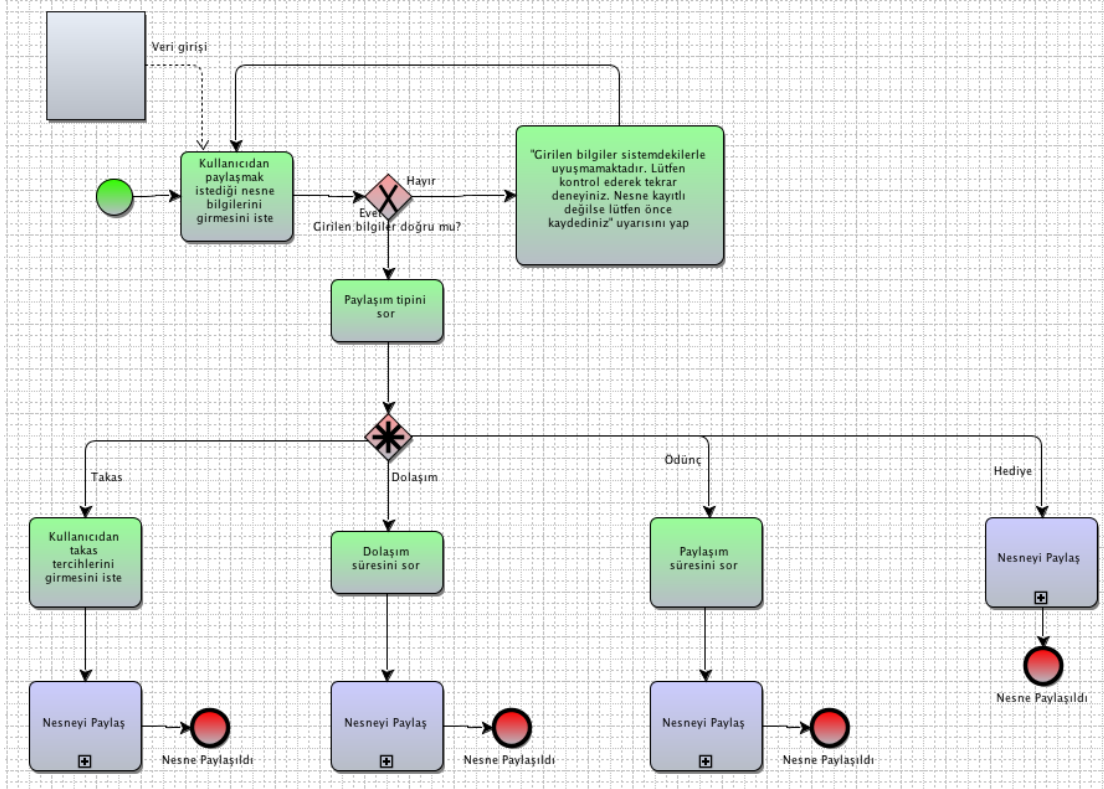 Veri girişi
Kullanıcıdan
paylaşmak
istediği nesne
bilgilerini
girmesini iste
Hayır
Evet
Girilen bilgiler doğru mu?
"Girilen bilgiler sistemdekilerle
uyuşmamaktadır. Lütfen
kontrol ederek tekrar
deneyiniz. Nesne kayıtlı
değilse lütfen önce
kaydediniz" uyarısını yap
Paylaşım tipini
sor
Takas
Dolaşım
Ödünç
Hediye
Kullanıcıdan
takas
tercihlerini
girmesini iste
Dolaşım
süresini sor
Paylaşım
süresini sor
Nesneyi Paylaş
Nesne Paylaşıldı
Nesneyi Paylaş
Nesne Paylaşıldı
Nesneyi Paylaş
Nesne Paylaşıldı
Nesneyi Paylaş
Nesne Paylaşıldı